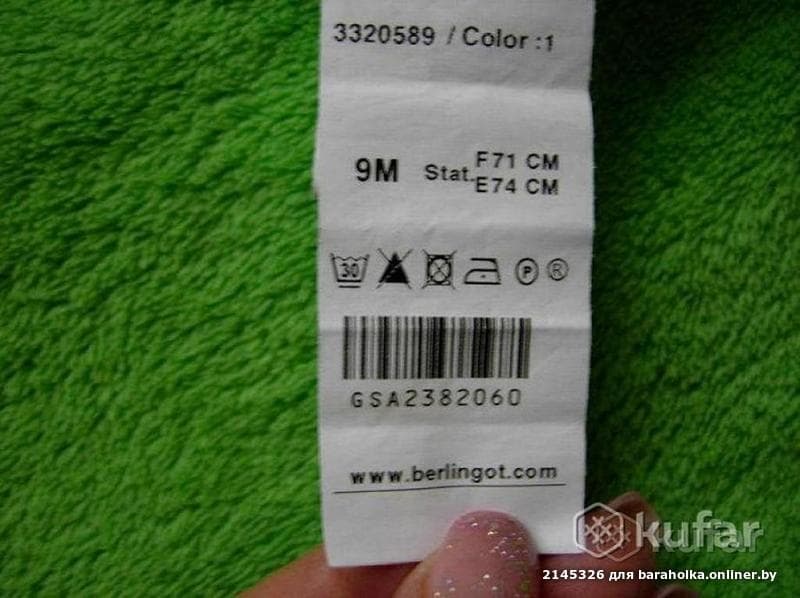 3320589 / Color :1
9M Stat. F71 CM
E74 CM
30 P ®
GSA2382060
www.berlingot.com
kufar
2145326 для baraholka.onliner.by